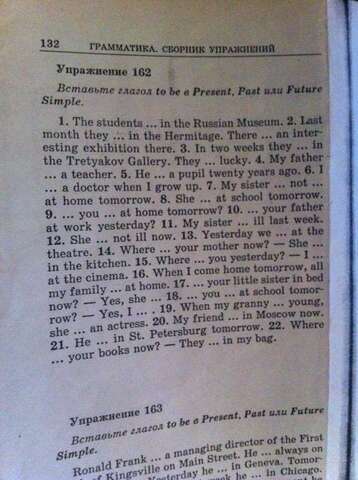 132 ГРАММАТИКА. СБОРНИК УПРАЖНЕНИЙ
Упражнение 162
Вставьте глагол to be в Present, Past или Future
Simple.
1. The students ... in the Russian Museum. 2. Last
month they ... in the Hermitage. There ... an inter-
esting exhibition there. 3. In two weeks they ... in
the Tretyakov Gallery. They ... lucky. 4. My father
... a teacher. 5. He ... a pupil twenty years ago. 6. I
... a doctor when I grow up. 7. My sister ... not ...
at home tomorrow. 8. She ... at school tomorrow.
9. ... you ... at home tomorrow? 10. ... your father
at work yesterday? 11. My sister ... ill last week.
12. She ... not ill now. 13. Yesterday we ... at the
theatre. 14. Where ... your mother now? — She ...
in the kitchen. 15. Where ... you yesterday? — I ...
at the cinema. 16. When I come home tomorrow, all
my family ... at home. 17. ... your little sister in bed
now? — Yes, she ... 18. ... you ... at school tomor-
row? — Yes, I ... . 19. When my granny ... young,
she ... an actress. 20. My friend ... in Moscow now.
21. He ... in St. Petersburg tomorrow. 22. Where
... your books now? — They ... in my bag.
Упражнение 163
Вставьте глагол to be в Present, Past или Future
Simple.
Ronald Frank ... a managing director of the First
of Kingsville on Main Street. He ... always on
Yesterday he ... in Geneva. Tomor-
week he ... in Chicago.